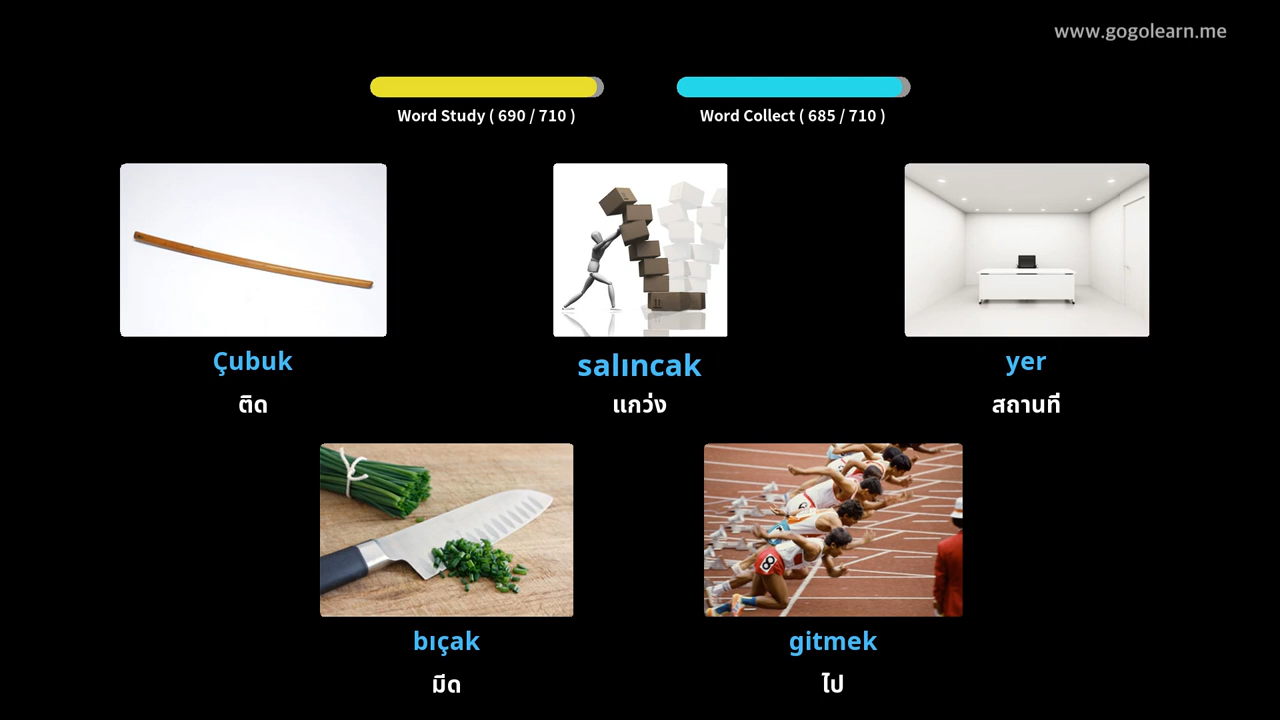 www.gogolearn.me
Word Study ( 690 / 710 )
Word Collect ( 685 / 710 )
Çubuk
salıncak
yer
ติด
แกว่ง
สถานที่
bıçak
gitmek
มีด
ไป